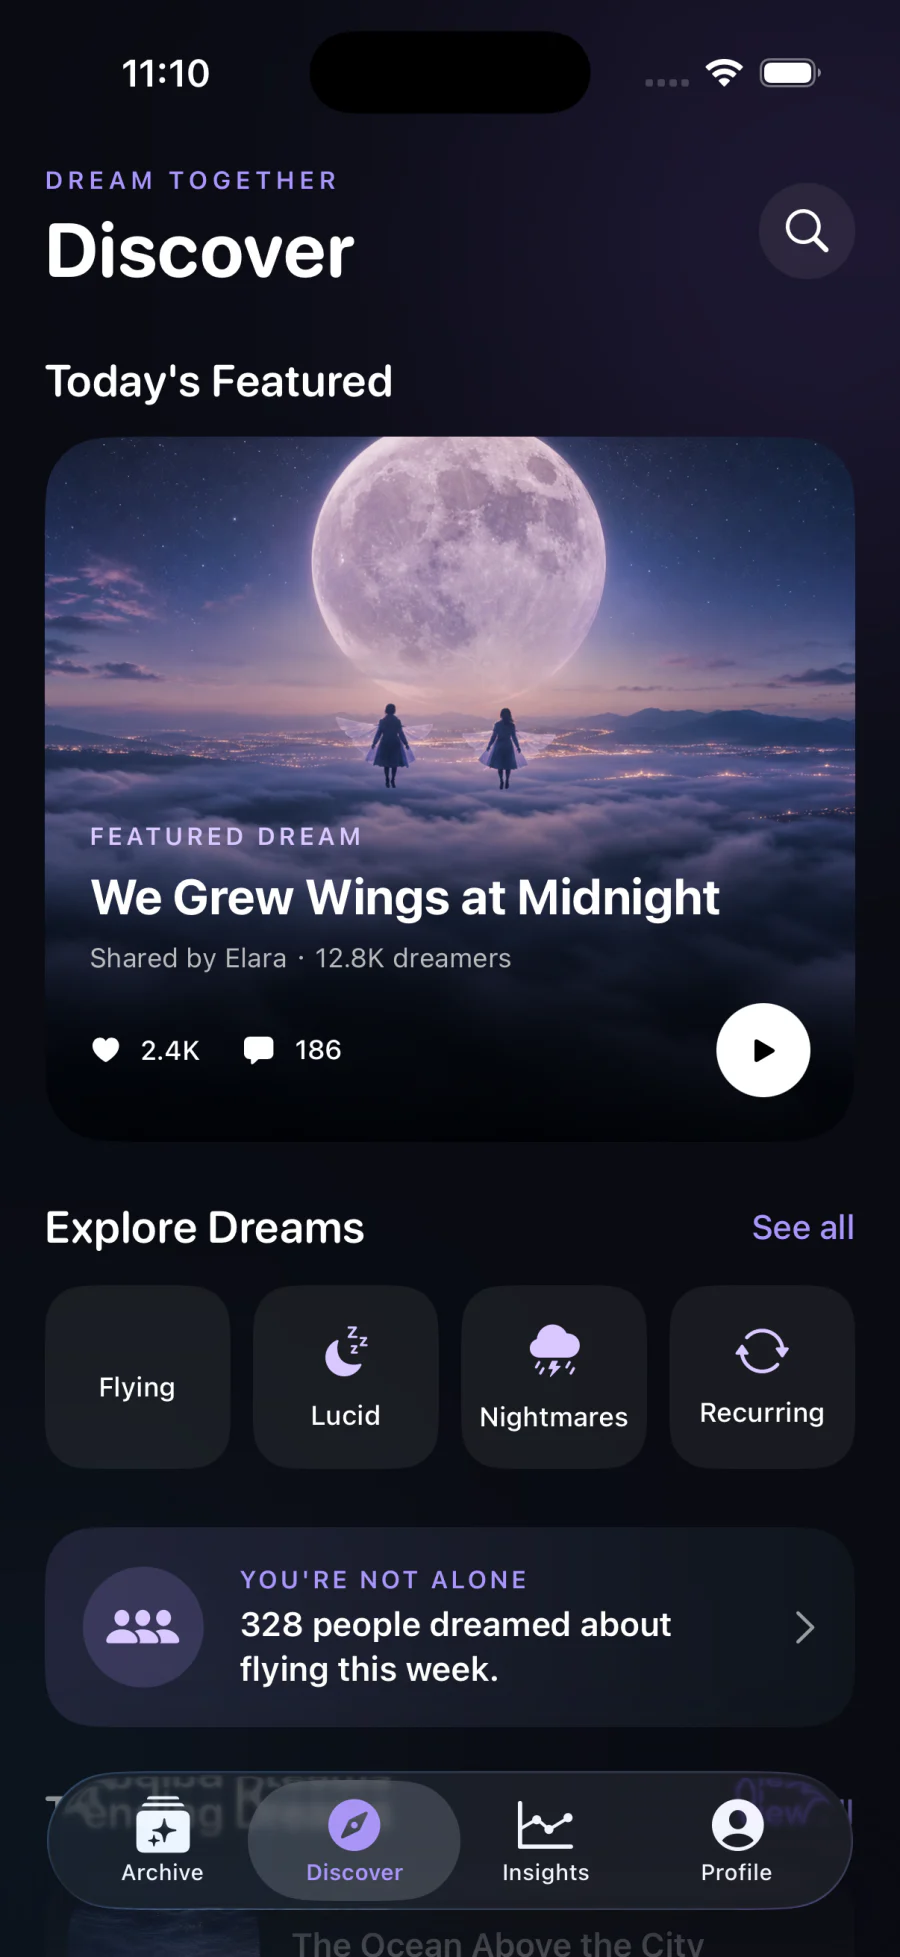 11:10
DREAM TOGETHER
Discover
Today's Featured
FEATURED DREAM
We Grew Wings at Midnight
Shared by Elara · 12.8K dreamers
2.4K 186
Explore Dreams See all
Flying
Lucid
Nightmares
Recurring
YOU'RE NOT ALONE
328 people dreamed about
flying this week.
Archive
Discover
Insights
Profile
The Ocean Above the City